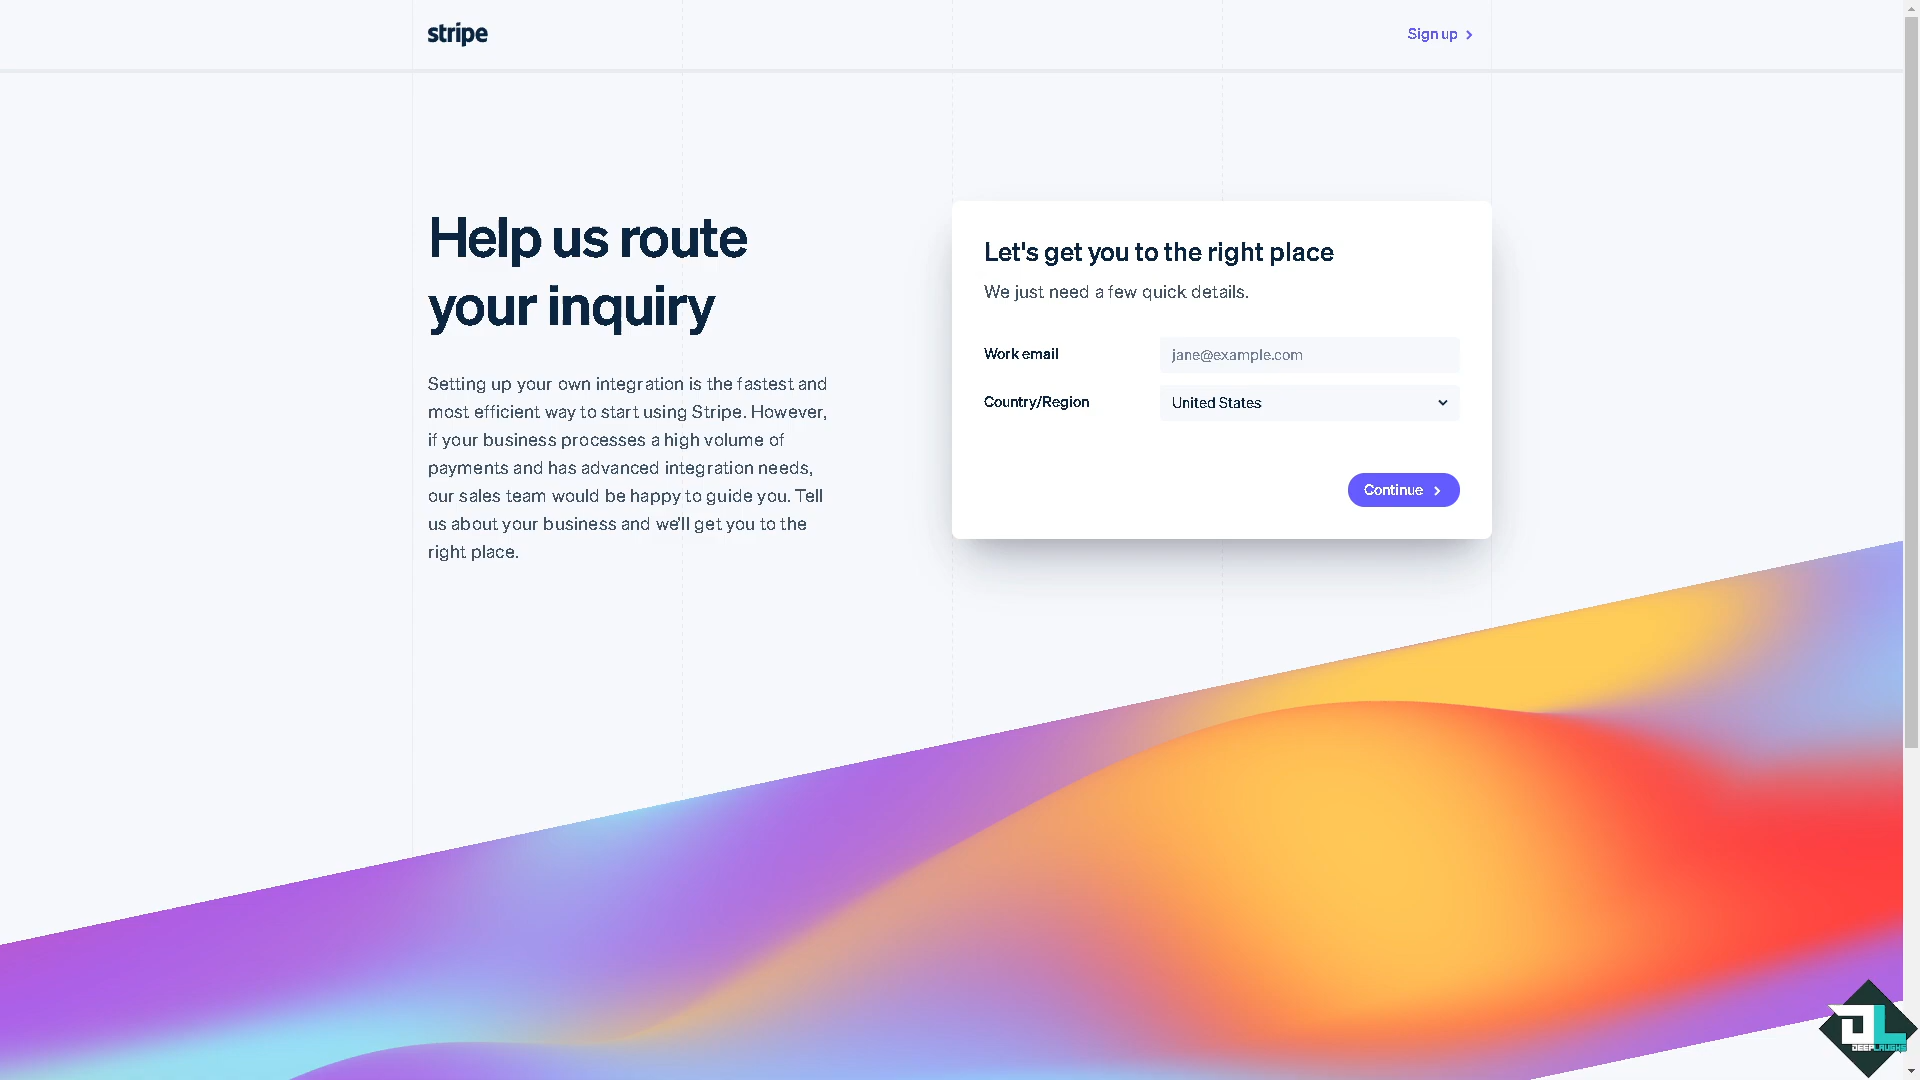 stripe
Sign up
Help us route
your inquiry
Setting up your own integration is the fastest and
most efficient way to start using Stripe. However,
if your business processes a high volume of
payments and has advanced integration needs,
our sales team would be happy to guide you. Tell
us about your business and we'll get you to the
right place.
Let's get you to the right place
We just need a few quick details.
Work email
jane@example.com
Country/Region
United States
Continue
DL
DEEPLAUGHS